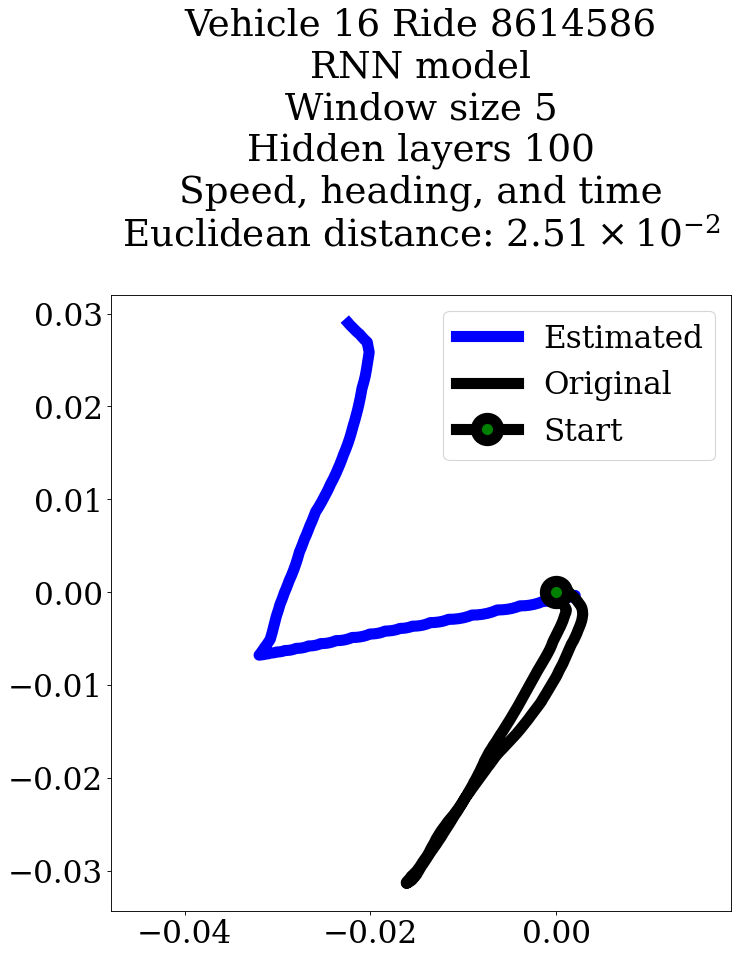 Vehicle 16 Ride 8614586
RNN model
Window size 5
Hidden layers 100
Speed, heading, and time
Euclidean distance: 2.51 × 10⁻²
Estimated
Original
Start
0.03
0.02
0.01
0.00
−0.01
−0.02
−0.03
−0.04
−0.02
0.00